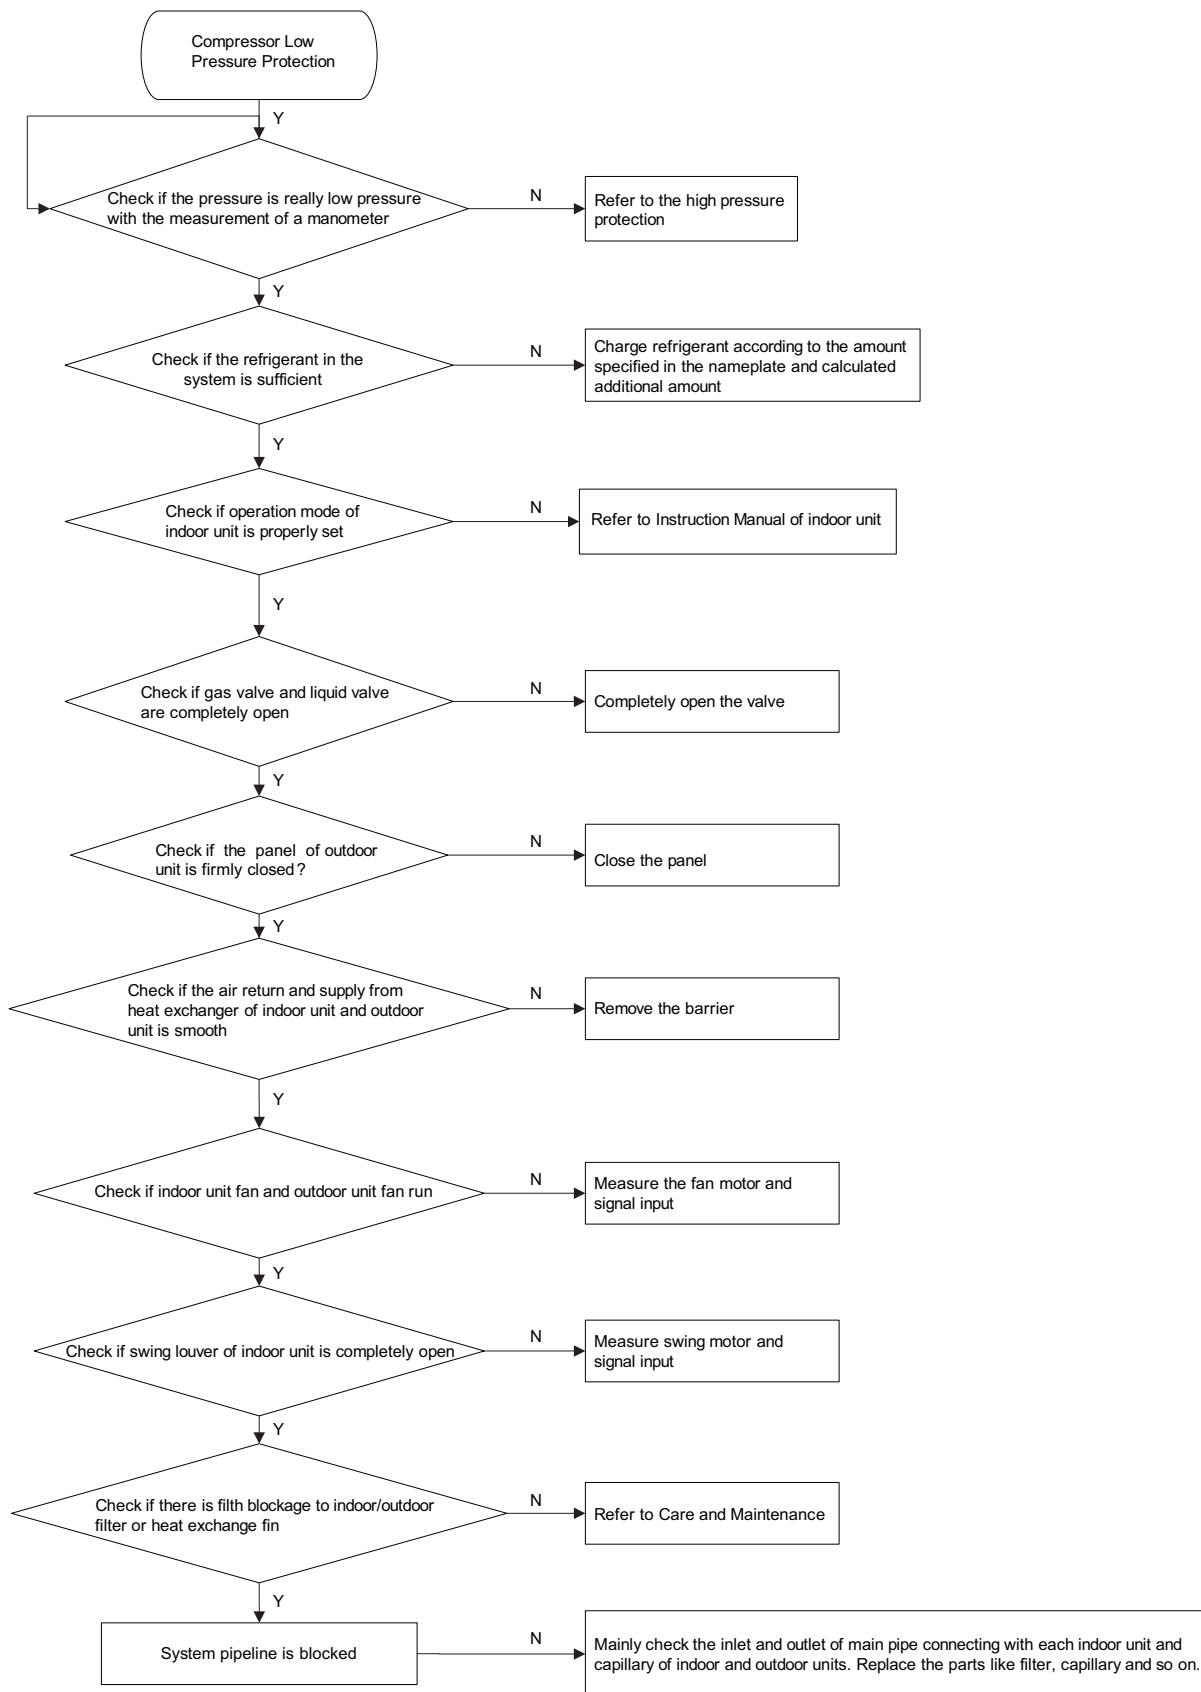 Compressor Low
Pressure Protection
Y
Check if the pressure is really low pressure
with the measurement of a manometer
N
Refer to the high pressure
protection
Y
Check if the refrigerant in the
system is sufficient
N
Charge refrigerant according to the amount
specified in the nameplate and calculated
additional amount
Y
Check if operation mode of
indoor unit is properly set
N
Refer to Instruction Manual of indoor unit
Y
Check if gas valve and liquid valve
are completely open
N
Completely open the valve
Y
Check if the panel of outdoor
unit is firmly closed?
N
Close the panel
Y
Check if the air return and supply from
heat exchanger of indoor unit and outdoor
unit is smooth
N
Remove the barrier
Y
Check if indoor unit fan and outdoor unit fan run
N
Measure the fan motor and
signal input
Y
Check if swing louver of indoor unit is completely open
N
Measure swing motor and
signal input
Y
Check if there is filth blockage to indoor/outdoor
filter or heat exchange fin
N
Refer to Care and Maintenance
Y
System pipeline is blocked
N
Mainly check the inlet and outlet of main pipe connecting with each indoor unit and
capillary of indoor and outdoor units. Replace the parts like filter, capillary and so on.